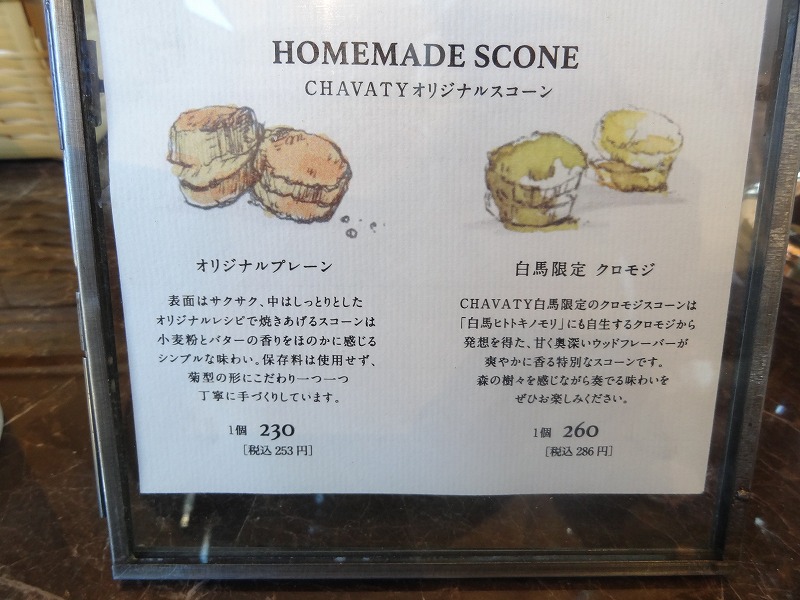 HOMEMADE SCONE
CHAVATYオリジナルスコーン
オリジナルプレーン
表面はサクサク、中はしっとりとした
オリジナルレシピで焼きあげるスコーンは
小麦粉とバターの香りをほのかに感じる
シンプルな味わい。保存料は使用せず、
菊型の形にこだわり一つ一つ
丁寧に手づくりしています。
1個 230
[税込 253 円]
白馬限定 クロモジ
CHAVATY白馬限定のクロモジスコーンは
「白馬ヒトトキノモリ」にも自生するクロモジから
発想を得た、甘く奥深いウッドフレーバーが
爽やかに香る特別なスコーンです。
森の樹々を感じながら奏でる味わいを
ぜひお楽しみください。
1個 260
[税込 286 円]